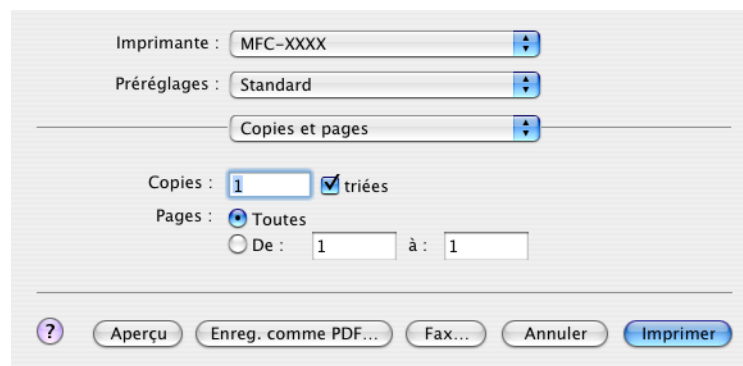 Imprimante : MFC-XXXX
Préréglages : Standard
Copies et pages
Copies : 1 triées
Pages : Toutes
De : 1 à : 1
? Aperçu Enreg. comme PDF... Fax... Annuler Imprimer